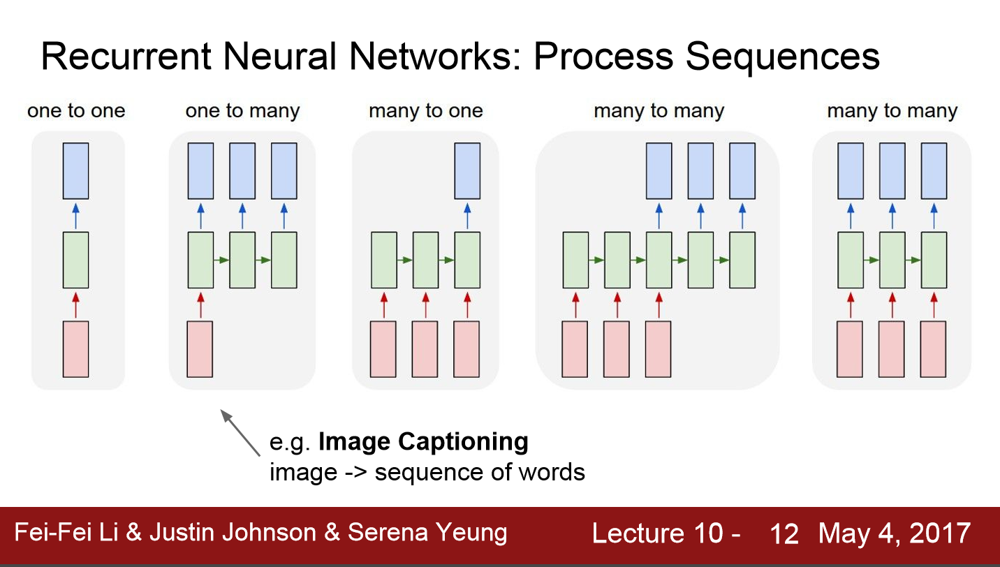 Recurrent Neural Networks: Process Sequences
one to one
one to many
many to one
many to many
many to many
e.g. Image Captioning
image -> sequence of words
Fei-Fei Li & Justin Johnson & Serena Yeung
Lecture 10 - 12 May 4, 2017